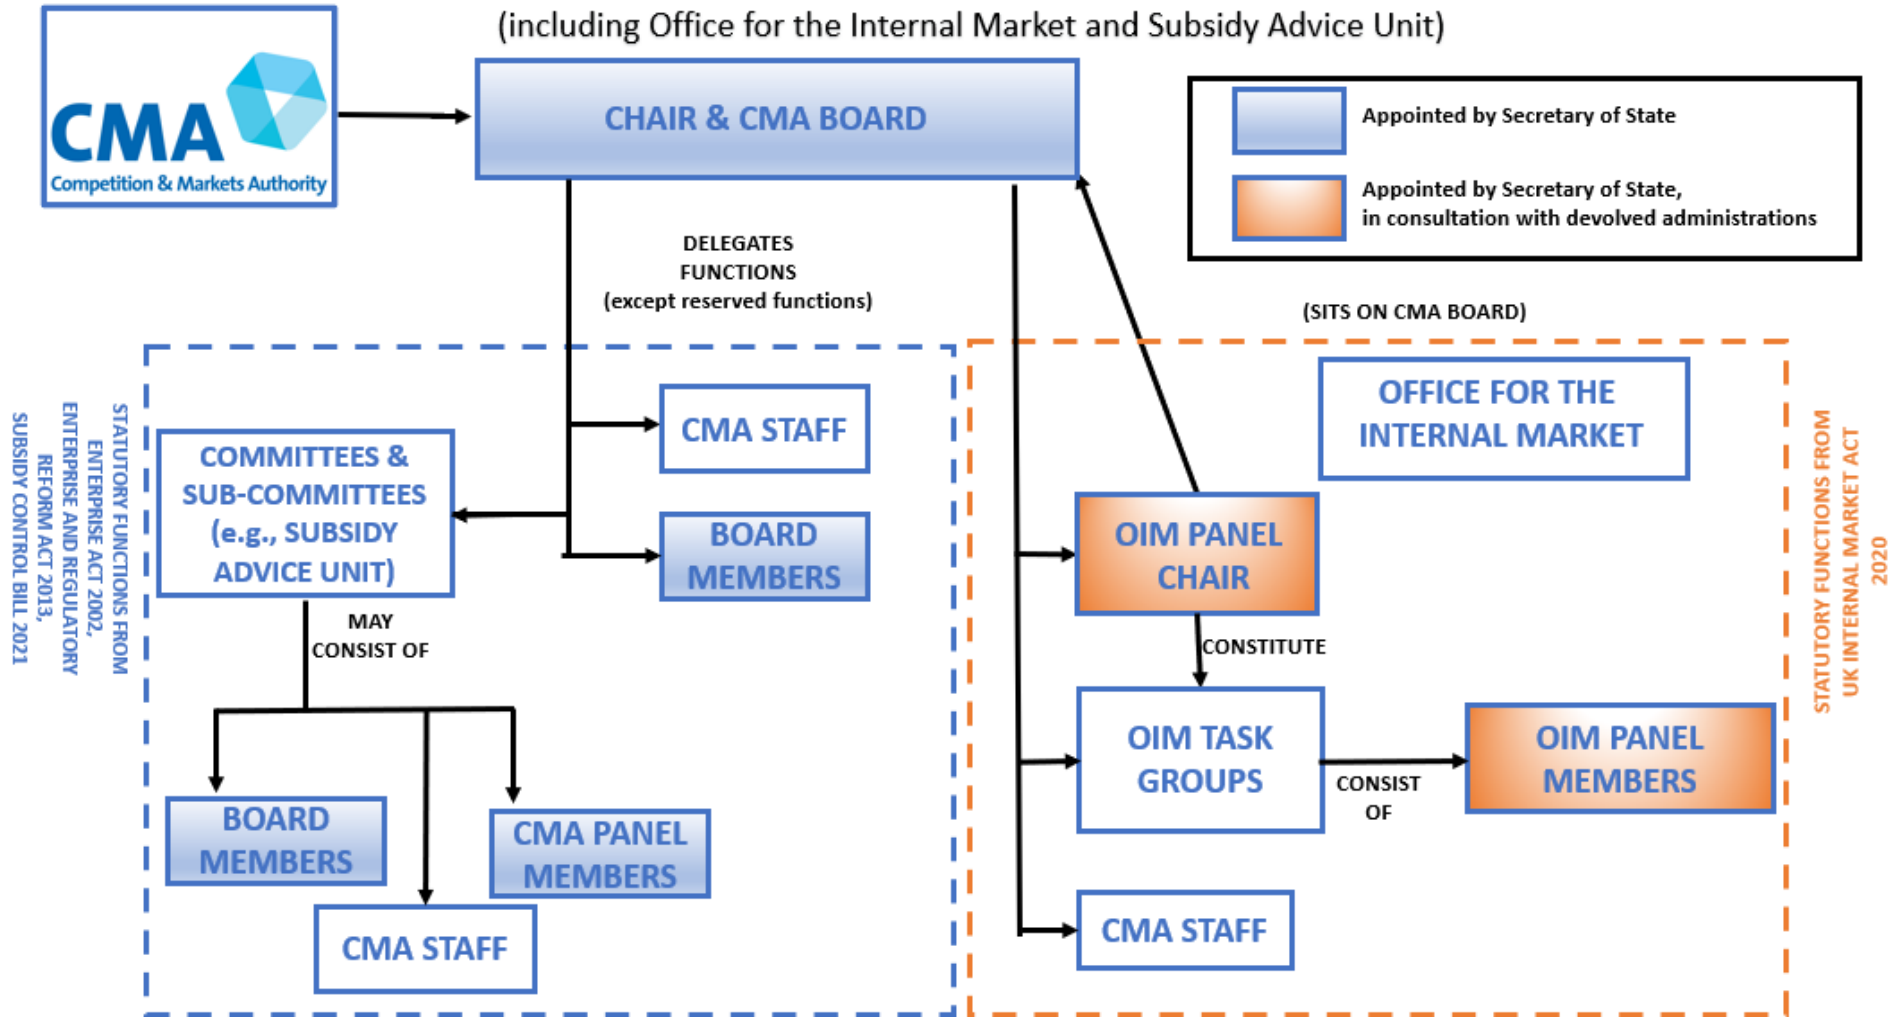 (including Office for the Internal Market and Subsidy Advice Unit)
CMA
Competition & Markets Authority
CHAIR & CMA BOARD
Appointed by Secretary of State
Appointed by Secretary of State,
in consultation with devolved administrations
DELEGATES
FUNCTIONS
(except reserved functions)
(SITS ON CMA BOARD)
STATUTORY FUNCTIONS FROM
ENTERPRISE ACT 2002,
ENTERPRISE AND REGULATORY
REFORM ACT 2013,
SUBSIDY CONTROL BILL 2021
COMMITTEES &
SUB-COMMITTEES
(e.g., SUBSIDY
ADVICE UNIT)
CMA STAFF
BOARD
MEMBERS
MAY
CONSIST OF
BOARD
MEMBERS
CMA PANEL
MEMBERS
CMA STAFF
OFFICE FOR THE
INTERNAL MARKET
OIM PANEL
CHAIR
CONSTITUTE
OIM TASK
GROUPS
CONSIST
OF
OIM PANEL
MEMBERS
CMA STAFF
STATUTORY FUNCTIONS FROM
UK INTERNAL MARKET ACT
2020